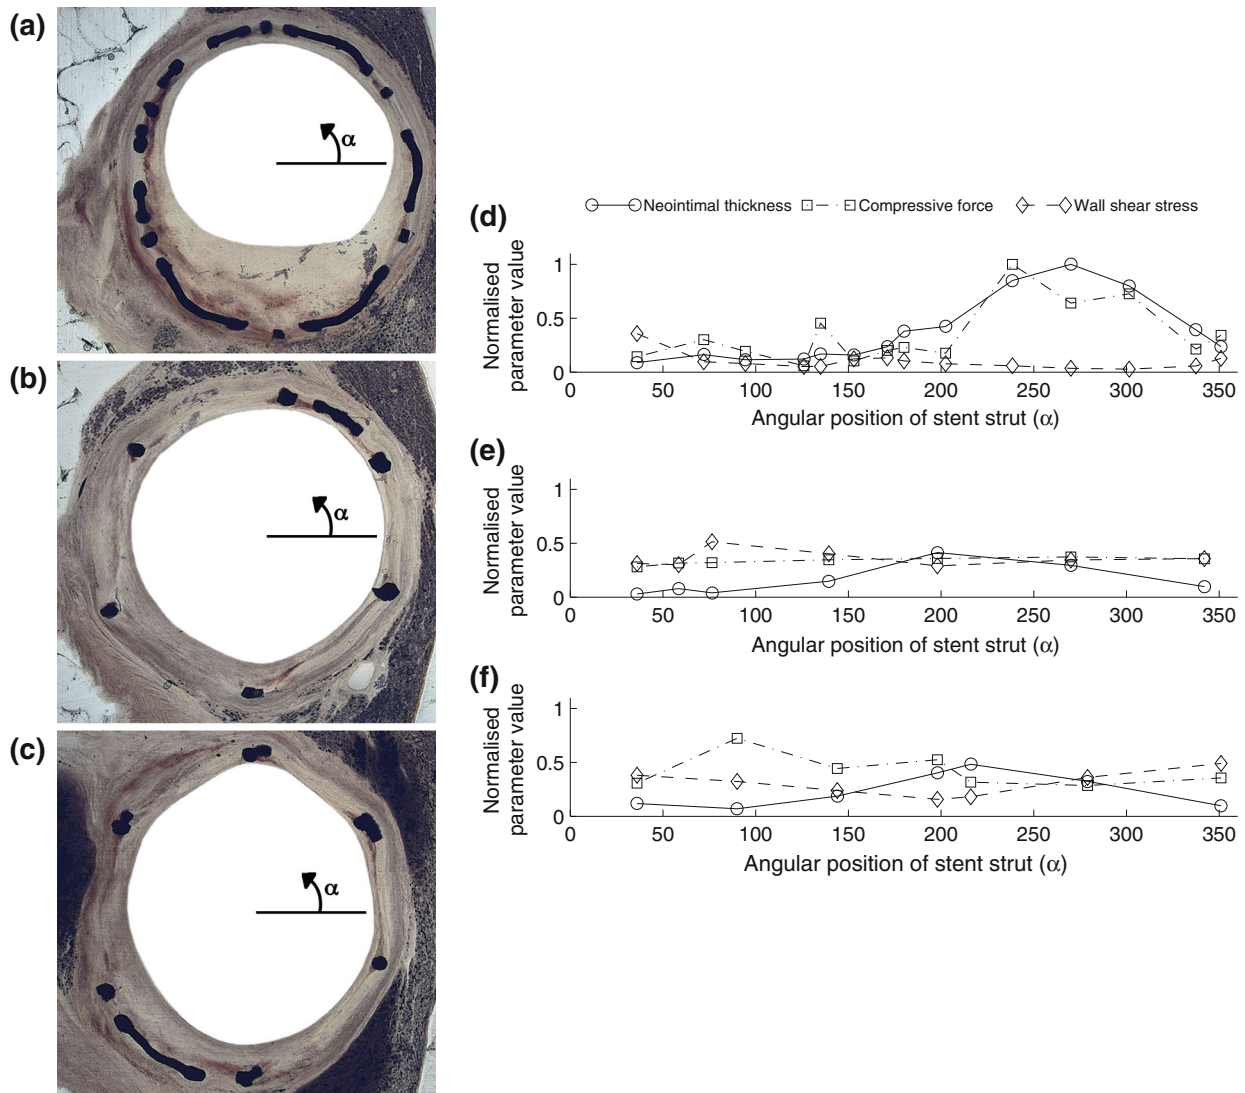 (a)
α
(b)
α
(c)
α
(d)
Neointimal thickness Compressive force Wall shear stress
Normalised
parameter value
1
0.5
0
0 50 100 150 200 250 300 350
Angular position of stent strut (α)
(e)
Normalised
parameter value
1
0.5
0
0 50 100 150 200 250 300 350
Angular position of stent strut (α)
(f)
Normalised
parameter value
1
0.5
0
0 50 100 150 200 250 300 350
Angular position of stent strut (α)